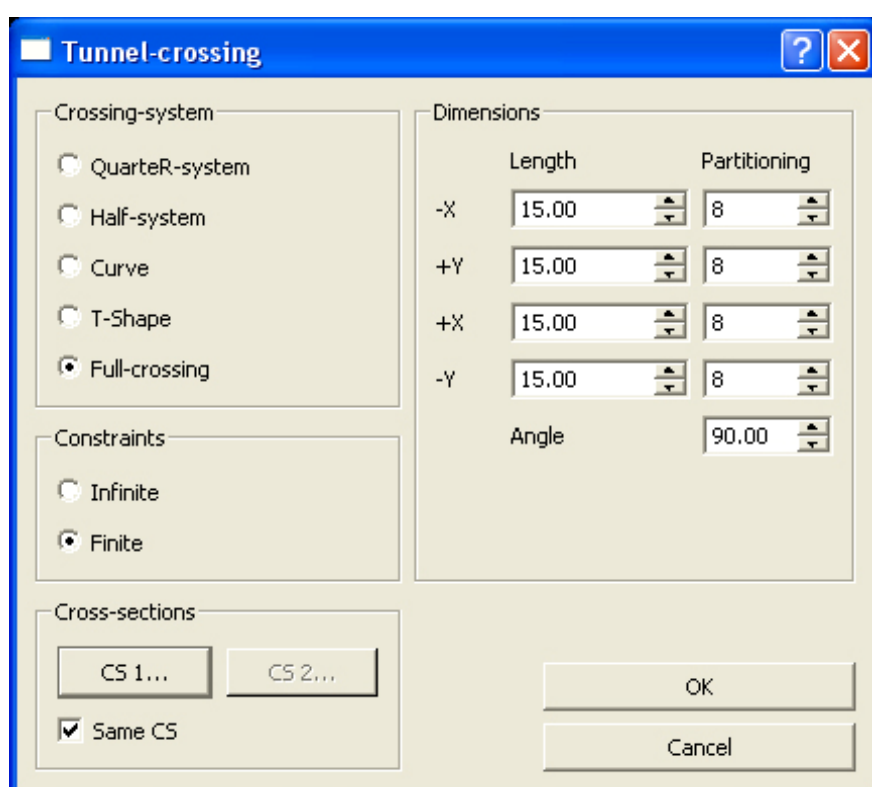 Tunnel-crossing
Crossing-system
QuarteR-system
Half-system
Curve
T-Shape
Full-crossing
Constraints
Infinite
Finite
Cross-sections
CS 1...
CS 2...
Same CS
Dimensions
Length Partitioning
-X 15.00 8
+Y 15.00 8
+X 15.00 8
-Y 15.00 8
Angle 90.00
OK
Cancel